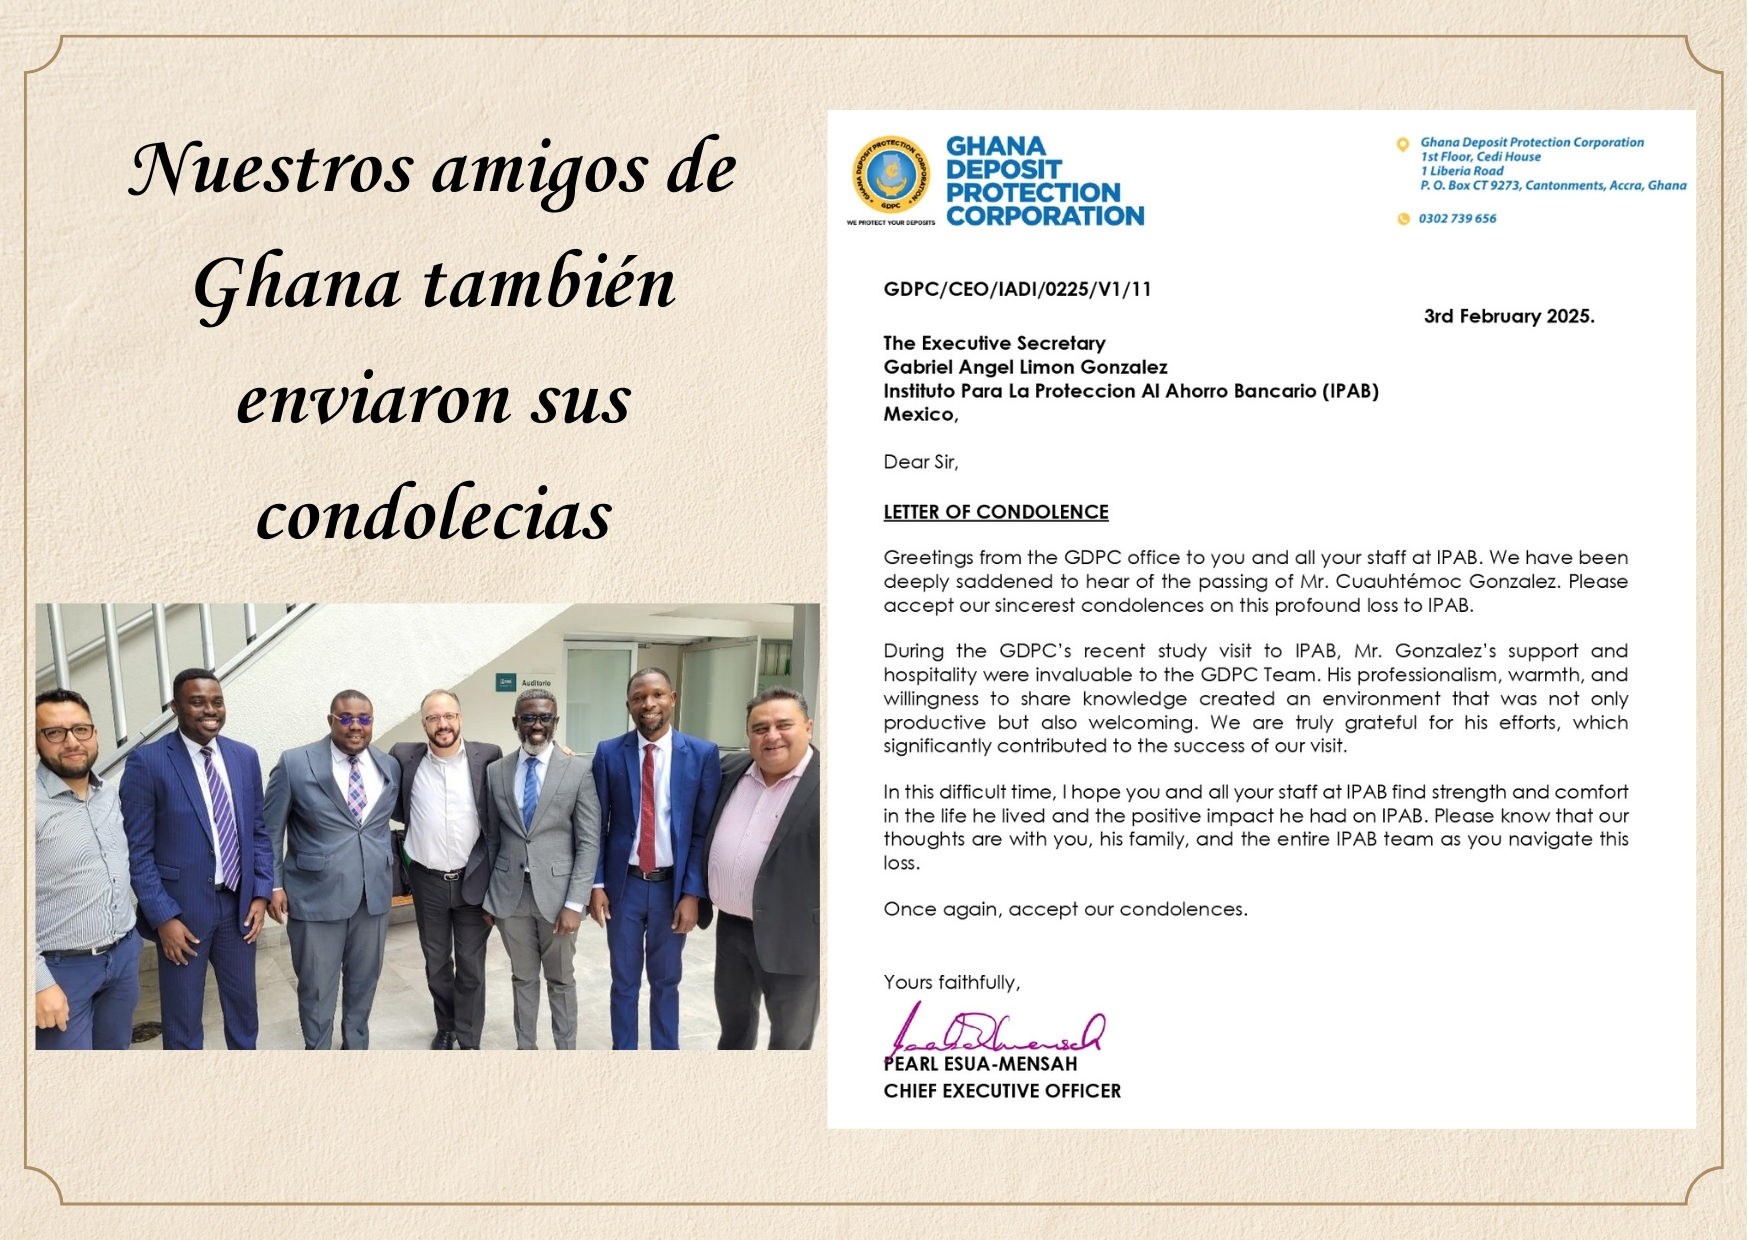 Nuestros amigos de
Ghana también
enviaron sus
condolecias
Auditorio
GHANA DEPOSIT PROTECTION CORPORATION
GDPC
WE PROTECT YOUR DEPOSITS
GHANA
DEPOSIT
PROTECTION
CORPORATION
Ghana Deposit Protection Corporation
1st Floor, Cedi House
1 Liberia Road
P. O. Box CT 9273, Cantonments, Accra, Ghana
0302 739 656
GDPC/CEO/IADI/0225/V1/11
3rd February 2025.
The Executive Secretary
Gabriel Angel Limon Gonzalez
Instituto Para La Proteccion Al Ahorro Bancario (IPAB)
Mexico,
Dear Sir,
LETTER OF CONDOLENCE
Greetings from the GDPC office to you and all your staff at IPAB. We have been
deeply saddened to hear of the passing of Mr. Cuauhtémoc Gonzalez. Please
accept our sincerest condolences on this profound loss to IPAB.
During the GDPC’s recent study visit to IPAB, Mr. Gonzalez’s support and
hospitality were invaluable to the GDPC Team. His professionalism, warmth, and
willingness to share knowledge created an environment that was not only
productive but also welcoming. We are truly grateful for his efforts, which
significantly contributed to the success of our visit.
In this difficult time, I hope you and all your staff at IPAB find strength and comfort
in the life he lived and the positive impact he had on IPAB. Please know that our
thoughts are with you, his family, and the entire IPAB team as you navigate this
loss.
Once again, accept our condolences.
Yours faithfully,
PEARL ESUA-MENSAH
CHIEF EXECUTIVE OFFICER